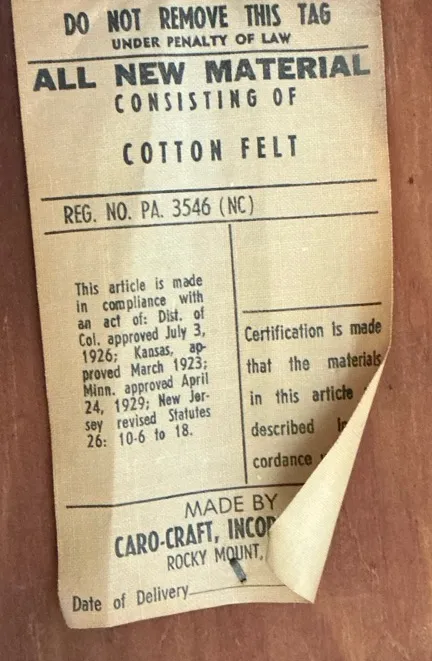 DO NOT REMOVE THIS TAG
UNDER PENALTY OF LAW
ALL NEW MATERIAL
CONSISTING OF
COTTON FELT
REG. NO. PA. 3546 (NC)
This article is made
in compliance with
an act of: Dist. of
Col. approved July 3,
1926; Kansas, ap-
proved March 1923;
Minn. approved April
24, 1929; New Jer-
sey revised Statutes
26: 10-6 to 18.
Certification is made
that the materials
in this article
described
cordance
MADE BY
CARO-CRAFT,
ROCKY MOUNT,
Date of Delivery